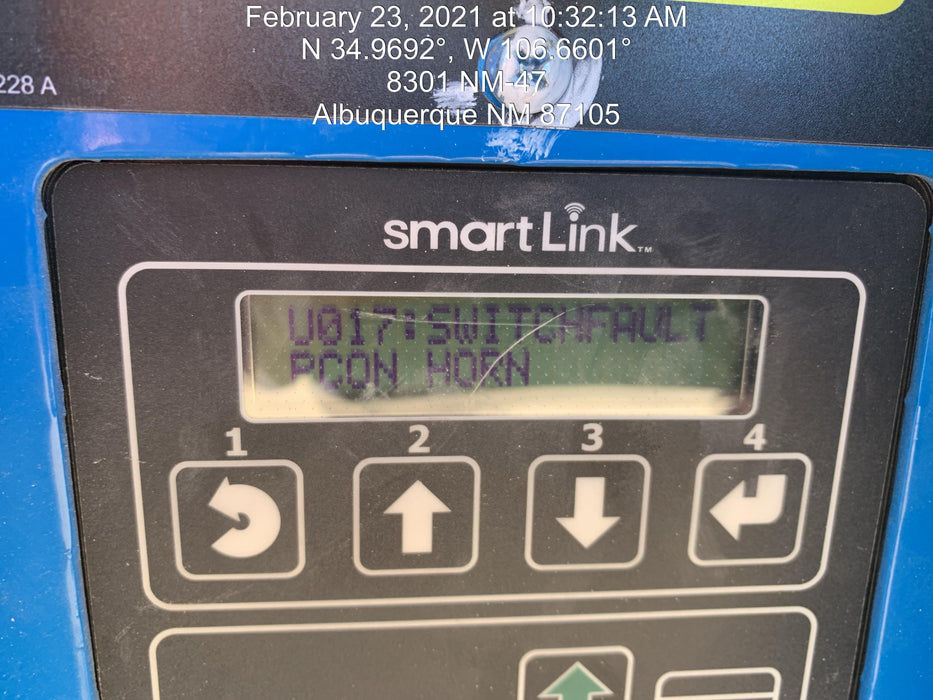 February 23, 2021 at 10:32:13 AM
N 34.9692°, W 106.6601°
8301 NM-47
Albuquerque NM 87105
228 A
smartLink™
U017:SWITCHFAULT
PCON HORN
1 2 3 4